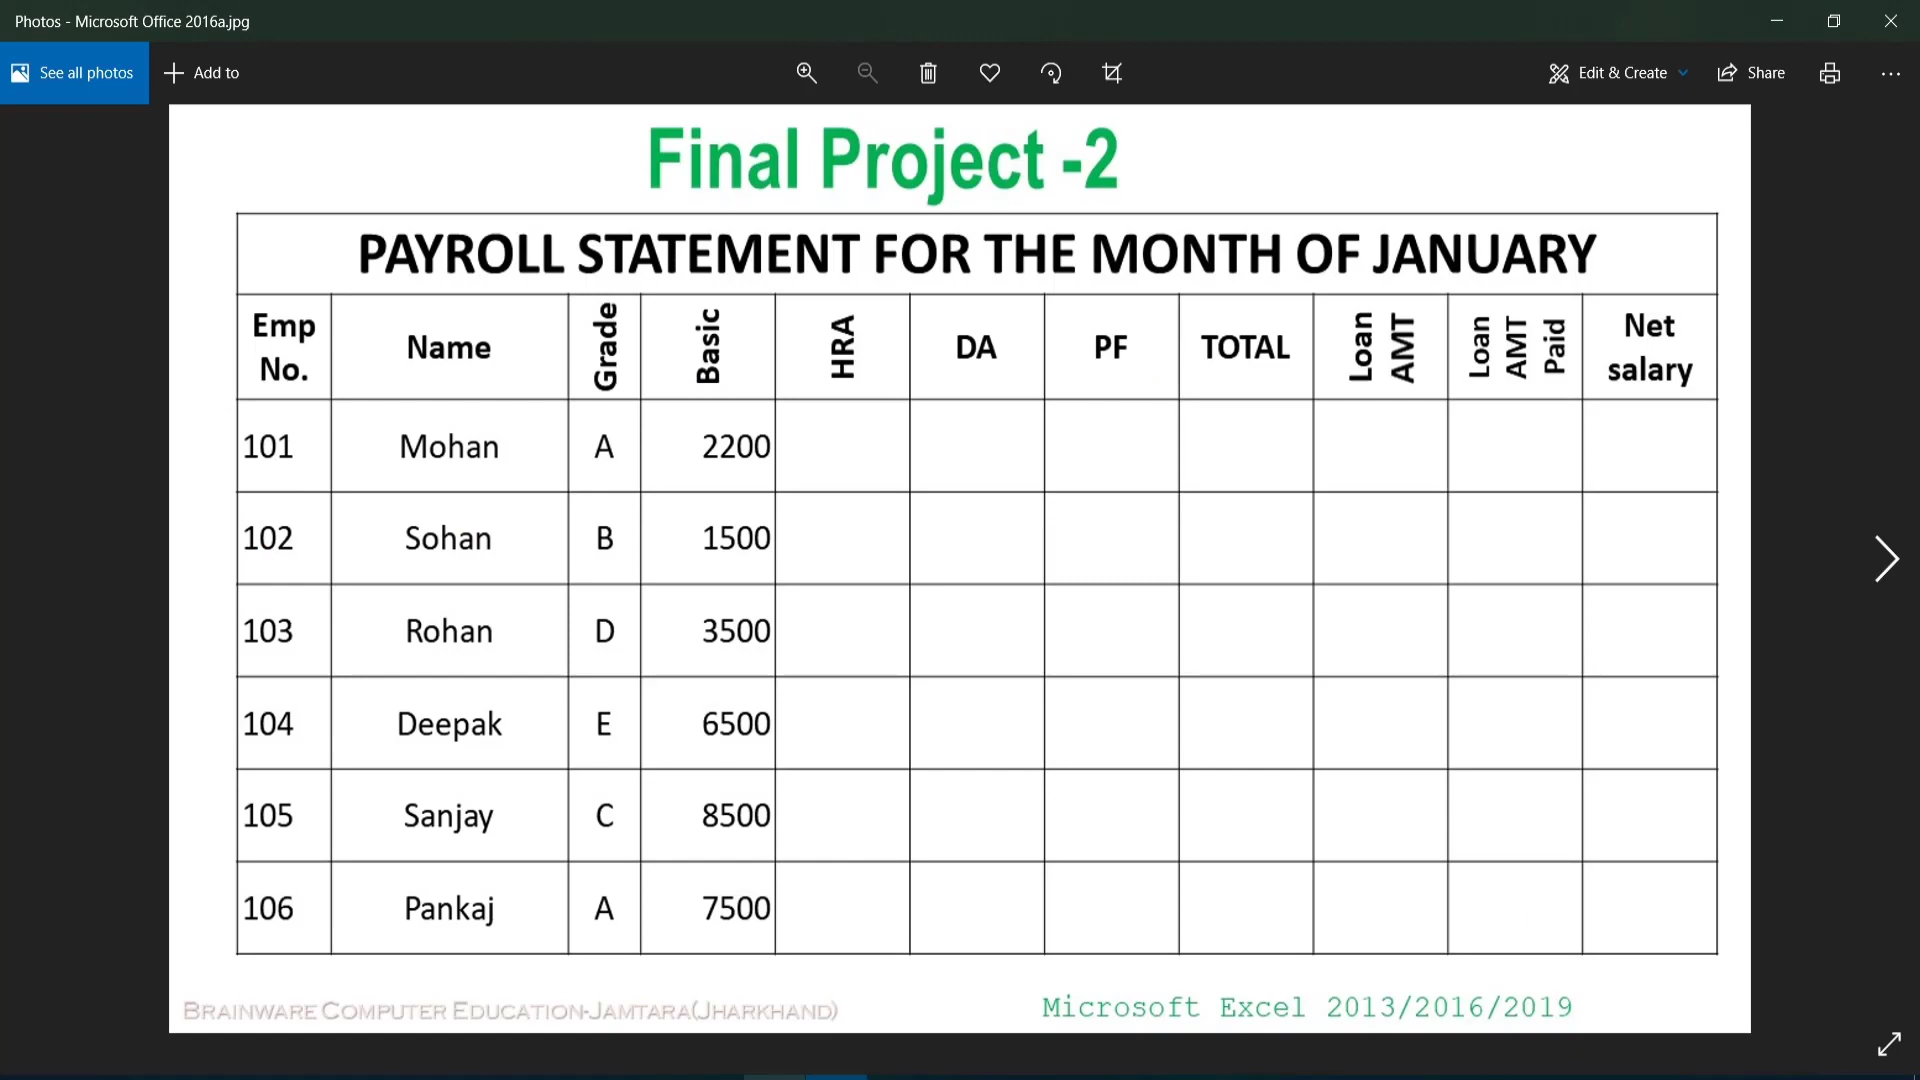 Photos - Microsoft Office 2016a.jpg
See all photos
Add to
Edit & Create
Share
Final Project -2
PAYROLL STATEMENT FOR THE MONTH OF JANUARY
Emp No. Name Grade Basic HRA DA PF TOTAL Loan AMT Loan AMT Paid Net salary
101 Mohan A 2200
102 Sohan B 1500
103 Rohan D 3500
104 Deepak E 6500
105 Sanjay C 8500
106 Pankaj A 7500
BRAINWARE COMPUTER EDUCATION-JAMTARA(JHARKHAND)
Microsoft Excel 2013/2016/2019